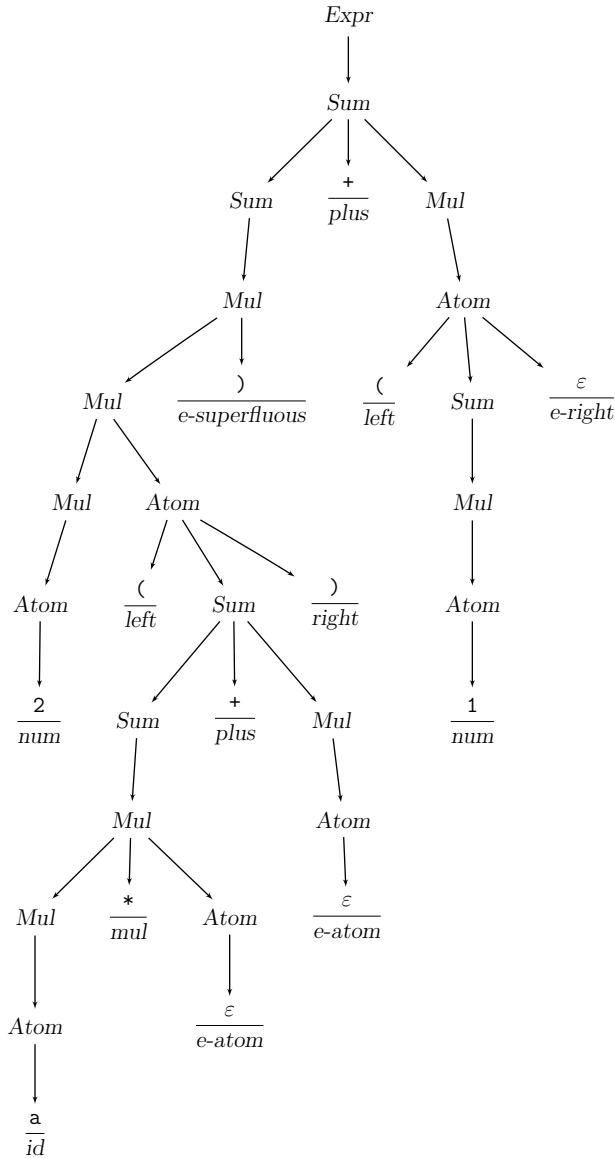 Expr
Sum
Sum + Mul
plus
Mul Atom
) ( ε
Mul e-superfluous left Sum e-right
Mul Atom Mul
( )
Atom left Sum right Atom
2 + 1
num Sum plus Mul num
Mul Atom
* ε
Mul mul Atom e-atom
ε
Atom e-atom
a
id